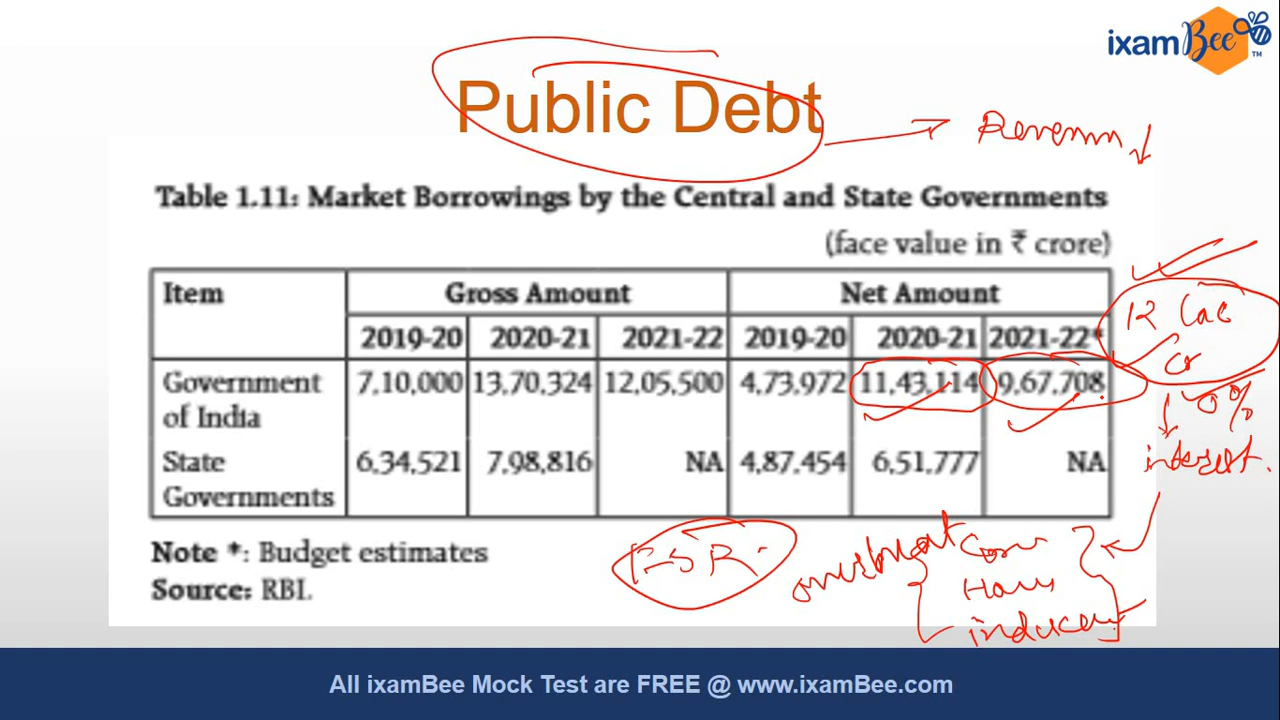 ixamBee™
Public Debt
Table 1.11: Market Borrowings by the Central and State Governments
(face value in ₹ crore)
Item Gross Amount Net Amount
2019-20 2020-21 2021-22 2019-20 2020-21 2021-22*
Government of India 7,10,000 13,70,324 12,05,500 4,73,972 11,43,114 9,67,708
State Governments 6,34,521 7,98,816 NA 4,87,454 6,51,777 NA
Note *: Budget estimates
Source: RBI.
12 Lac
Cr
interest.
All ixamBee Mock Test are FREE @ www.ixamBee.com